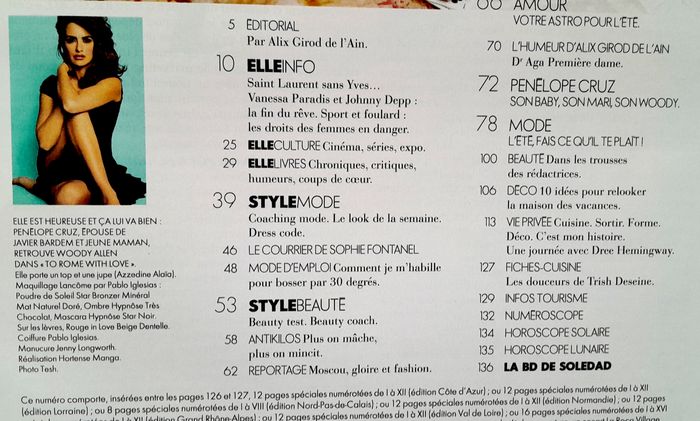 ELLE EST HEUREUSE ET ÇA LUI VA BIEN :
PENÉLOPE CRUZ, ÉPOUSE DE
JAVIER BARDEM ET JEUNE MAMAN,
RETROUVE WOODY ALLEN
DANS « TO ROME WITH LOVE ».
Elle porte un top et une jupe (Azzedine Alaïa).
Maquillage Lancôme par Pablo Iglesias :
Poudre de Soleil Star Bronzer Minéral
Mat Naturel Doré, Ombre Hypnôse Très
Chocolat, Mascara Hypnôse Star Noir.
Sur les lèvres, Rouge in Love Beige Dentelle.
Coiffure Pablo Iglesias.
Manucure Jenny Longworth.
Réalisation Hortense Manga.
Photo Tesh.
5 ÉDITORIAL
Par Alix Girod de l'Ain.
10 ELLEINFO
Saint Laurent sans Yves...
Vanessa Paradis et Johnny Depp :
la fin du rêve. Sport et foulard :
les droits des femmes en danger.
25 ELLECULTURE Cinéma, séries, expo.
29 ELLELIVRES Chroniques, critiques,
humeurs, coups de cœur.
39 STYLEMODE
Coaching mode. Le look de la semaine.
Dress code.
46 LE COURRIER DE SOPHIE FONTANEL
48 MODE D'EMPLOI Comment je m'habille
pour bosser par 30 degrés.
53 STYLEBEAUTÉ
Beauty test. Beauty coach.
58 ANTIKILOS Plus on mâche,
plus on mincit.
62 REPORTAGE Moscou, gloire et fashion.
66 AMOUR
VOTRE ASTRO POUR L'ÉTÉ.
70 L'HUMEUR D'ALIX GIROD DE L'AIN
Dr Aga Première dame.
72 PENÉLOPE CRUZ
SON BABY, SON MARI, SON WOODY.
78 MODE
L'ÉTÉ, FAIS CE QU'IL TE PLAÎT !
100 BEAUTÉ Dans les trousses
des rédactrices.
106 DÉCO 10 idées pour relooker
la maison des vacances.
113 VIE PRIVÉE Cuisine. Sortir. Forme.
Déco. C'est mon histoire.
Une journée avec Dree Hemingway.
127 FICHES-CUISINE
Les douceurs de Trish Deseine.
129 INFOS TOURISME
132 NUMÉROSCOPE
134 HOROSCOPE SOLAIRE
135 HOROSCOPE LUNAIRE
136 LA BD DE SOLEDAD
Ce numéro comporte, insérées entre les pages 126 et 127, 12 pages spéciales numérotées de I à XII (édition Côte d'Azur) ; ou 12 pages spéciales numérotées de I à XII
(édition Lorraine) ; ou 8 pages spéciales numérotées de I à VIII (édition Nord-Pas-de-Calais) ; ou 12 pages spéciales numérotées de I à XII (édition Normandie) ; ou 12 pages
numérotées de I à XII (édition Grand Rhône-Alpes) ; ou 12 pages spéciales numérotées de I à XII (édition Val de Loire) ; ou 16 pages spéciales numérotées de I à XVI